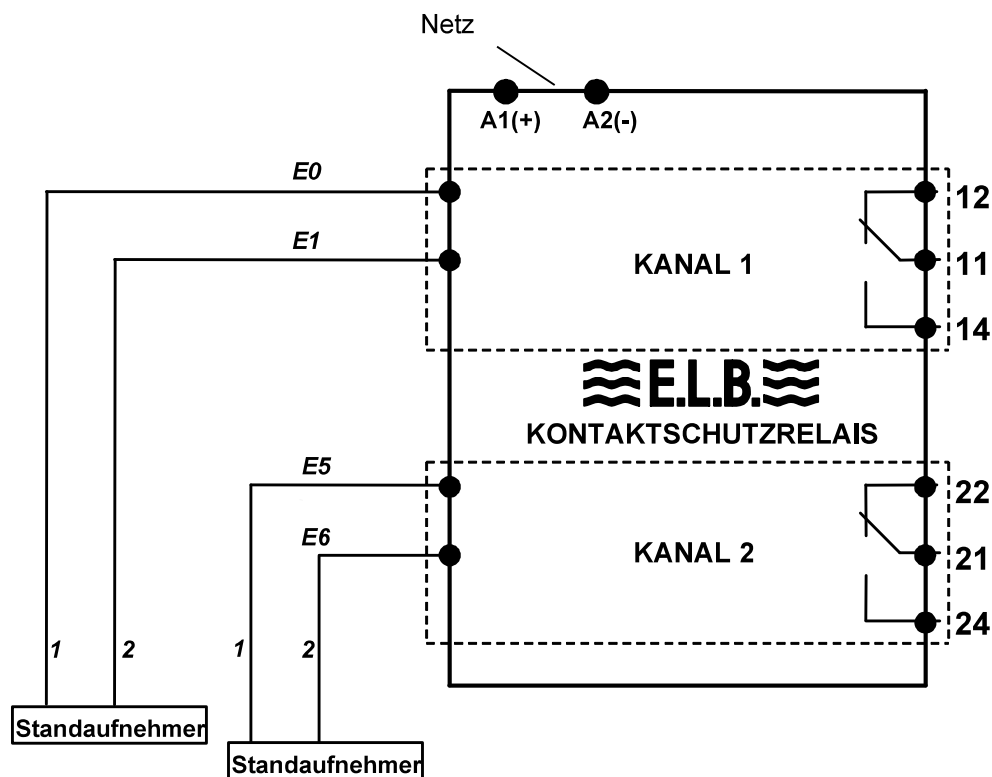 Netz
A1(+) A2(-)
E0
12
E1
KANAL 1
11
14
E.L.B.
KONTAKTSCHUTZRELAIS
E5
22
E6
KANAL 2
21
24
1 2 1 2
Standaufnehmer
Standaufnehmer